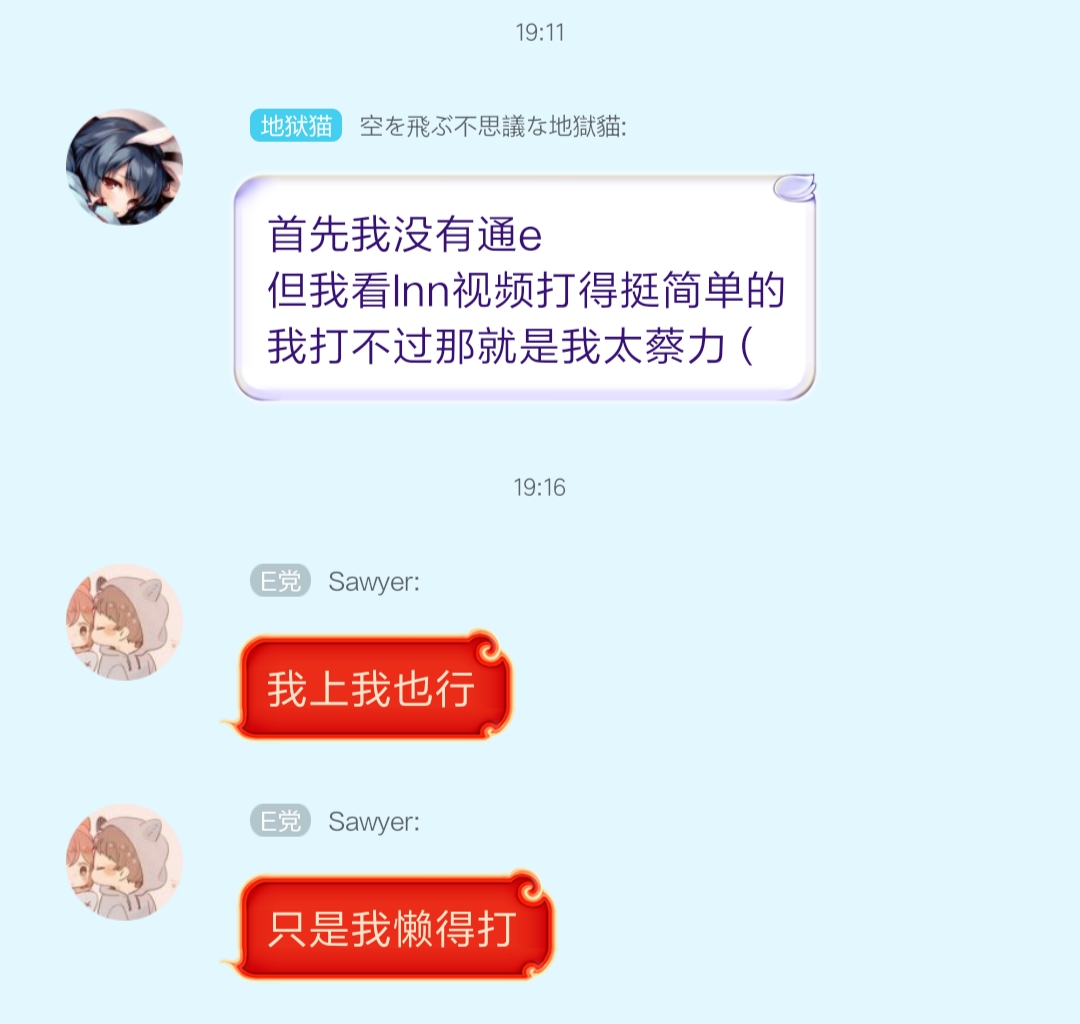 19:11
地狱猫 空を飛ぶ不思議な地獄貓:
首先我没有通e
但我看lnn视频打得挺简单的
我打不过那就是我太蔡力（
19:16
E党 Sawyer:
我上我也行
E党 Sawyer:
只是我懒得打